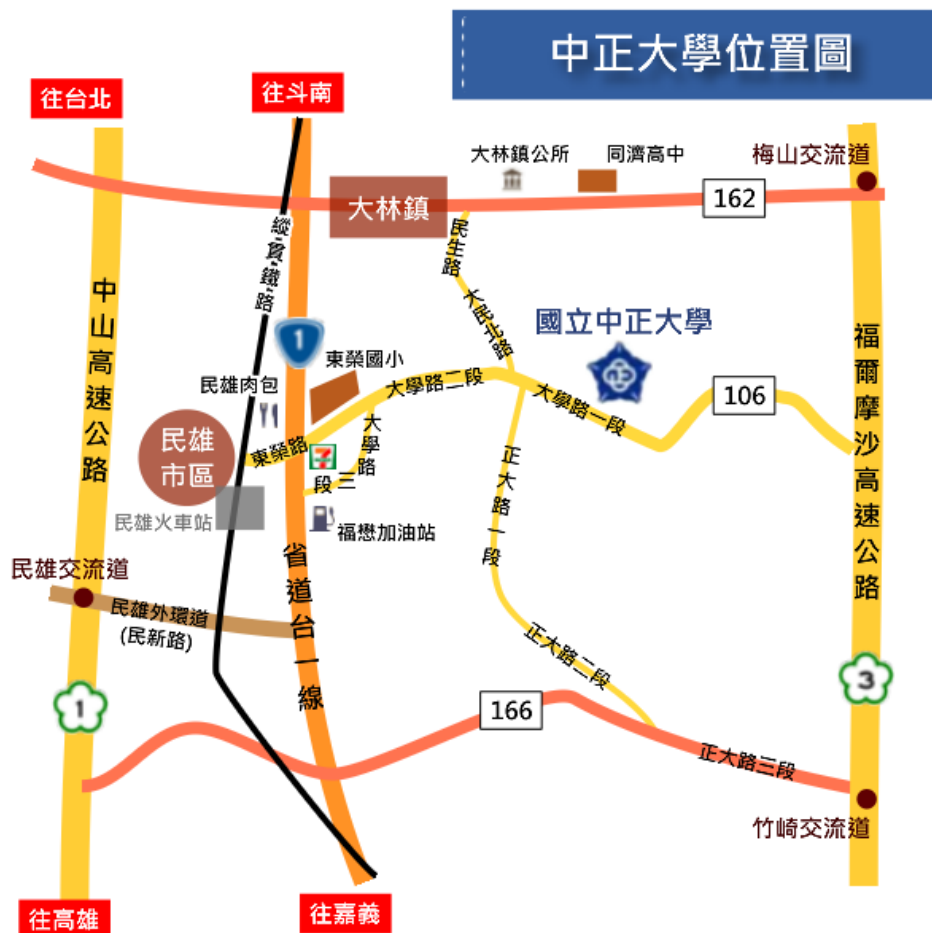 中正大學位置圖
往台北
往斗南
大林鎮公所
同濟高中
梅山交流道
162
大林鎮
縱貫鐵路
民生路
大民北路
中山高速公路
1
國立中正大學
福爾摩沙高速公路
東榮國小
民雄肉包
大學路二段
大學路一段
106
民雄
市區
東榮路
大學路
三段
7
正大路一段
民雄火車站
福懋加油站
省道台一線
民雄交流道
民雄外環道
(民新路)
正大路二段
3
1
166
正大路三段
竹崎交流道
往高雄
往嘉義